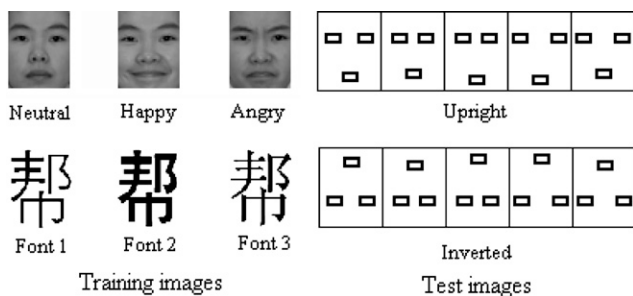 Neutral Happy Angry Upright
帮 帮 帮
Font 1 Font 2 Font 3 Inverted
Training images Test images